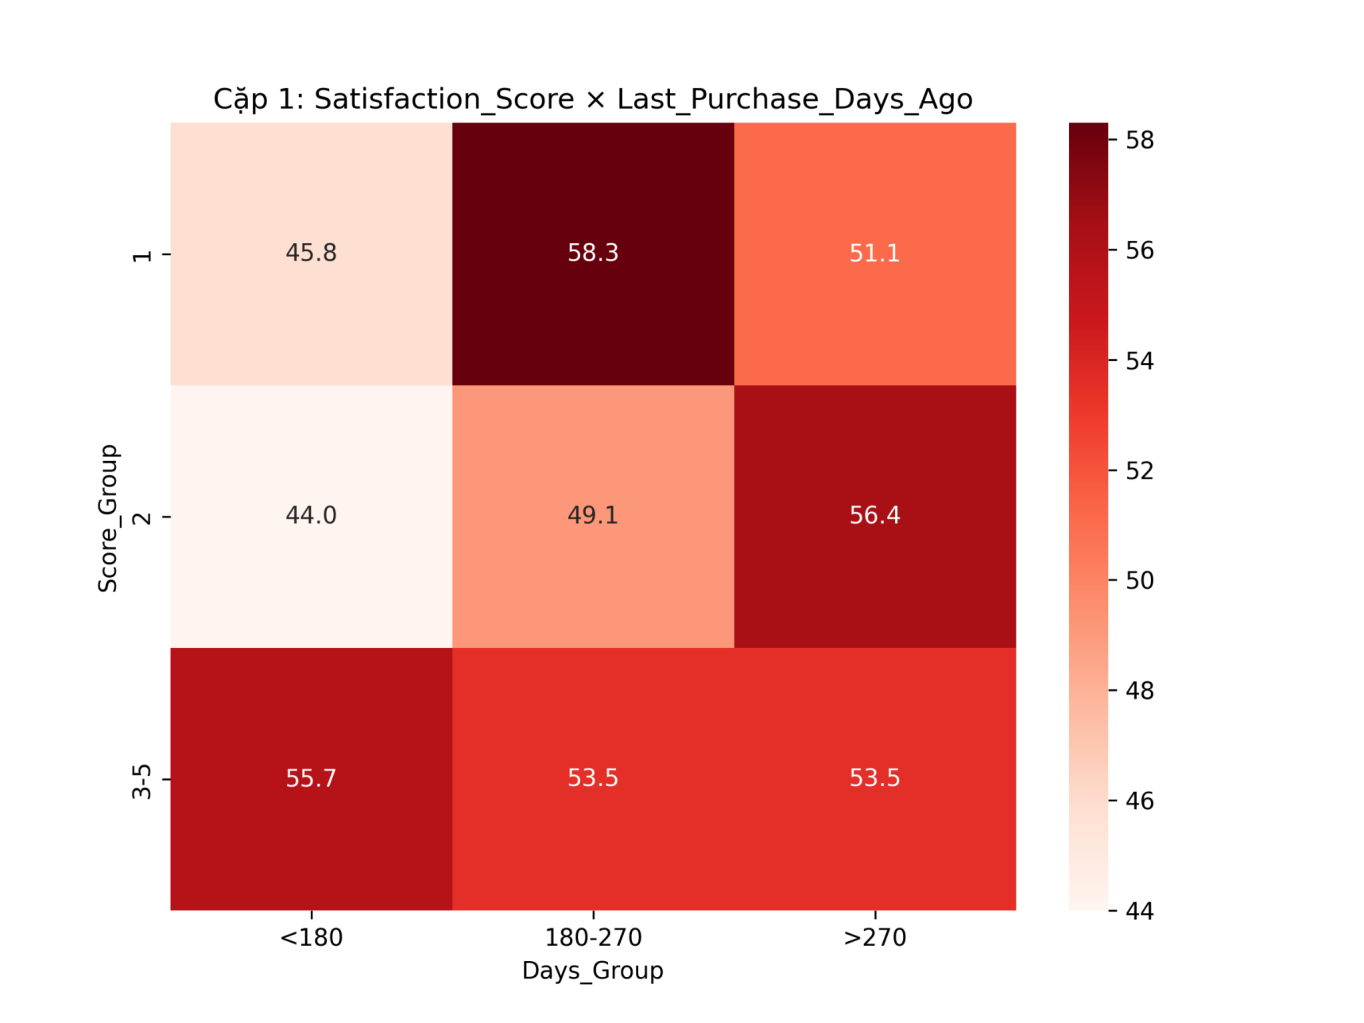 Cặp 1: Satisfaction_Score × Last_Purchase_Days_Ago
58
56
54
52
50
48
46
44
Score_Group
1
45.8 58.3 51.1
2
44.0 49.1 56.4
3-5
55.7 53.5 53.5
<180 180-270 >270
Days_Group